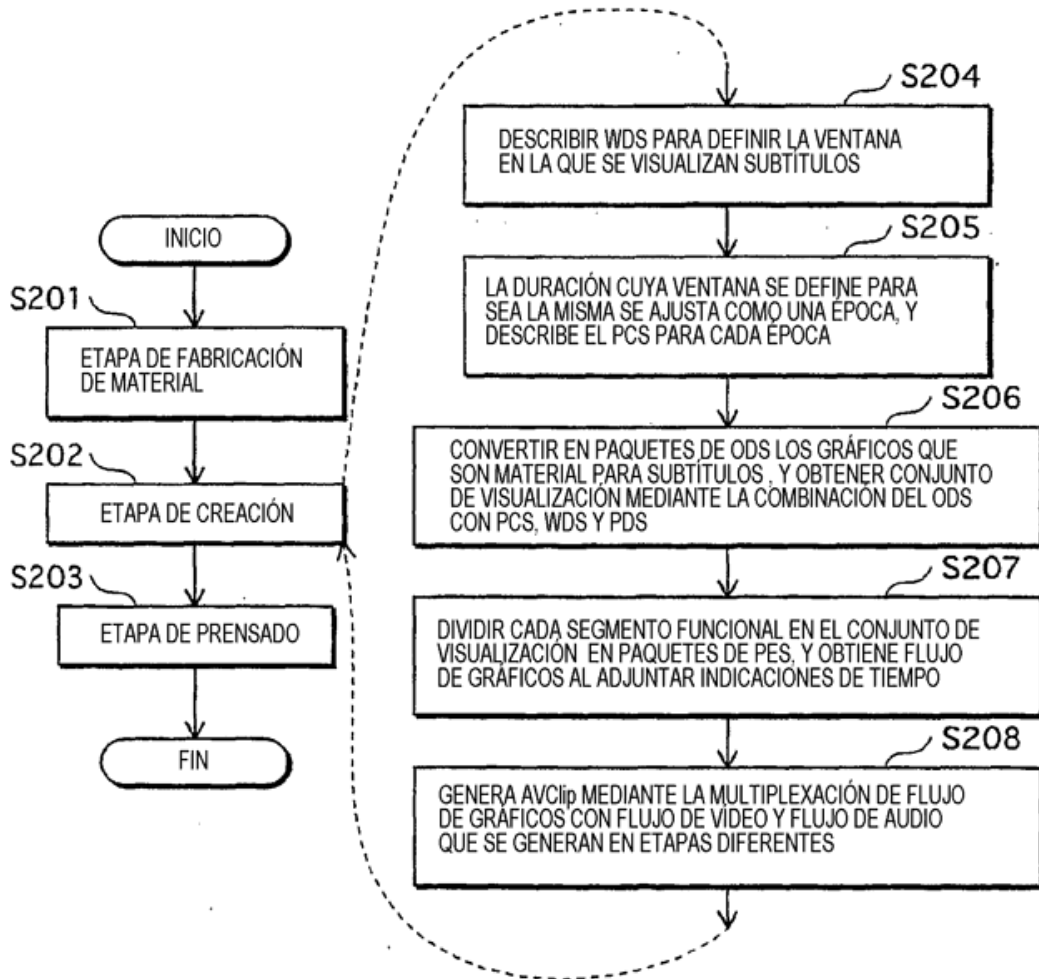 INICIO
S201
ETAPA DE FABRICACIÓN
DE MATERIAL
S202
ETAPA DE CREACIÓN
S203
ETAPA DE PRENSADO
FIN
S204
DESCRIBIR WDS PARA DEFINIR LA VENTANA
EN LA QUE SE VISUALIZAN SUBTÍTULOS
S205
LA DURACIÓN CUYA VENTANA SE DEFINE PARA
SEA LA MISMA SE AJUSTA COMO UNA ÉPOCA, Y
DESCRIBE EL PCS PARA CADA ÉPOCA
S206
CONVERTIR EN PAQUETES DE ODS LOS GRÁFICOS QUE
SON MATERIAL PARA SUBTÍTULOS , Y OBTENER CONJUNTO
DE VISUALIZACIÓN MEDIANTE LA COMBINACIÓN DEL ODS
CON PCS, WDS Y PDS
S207
DIVIDIR CADA SEGMENTO FUNCIONAL EN EL CONJUNTO DE
VISUALIZACIÓN EN PAQUETES DE PES, Y OBTIENE FLUJO
DE GRÁFICOS AL ADJUNTAR INDICACIONES DE TIEMPO
S208
GENERA AVClip MEDIANTE LA MULTIPLEXACIÓN DE FLUJO
DE GRÁFICOS CON FLUJO DE VÍDEO Y FLUJO DE AUDIO
QUE SE GENERAN EN ETAPAS DIFERENTES